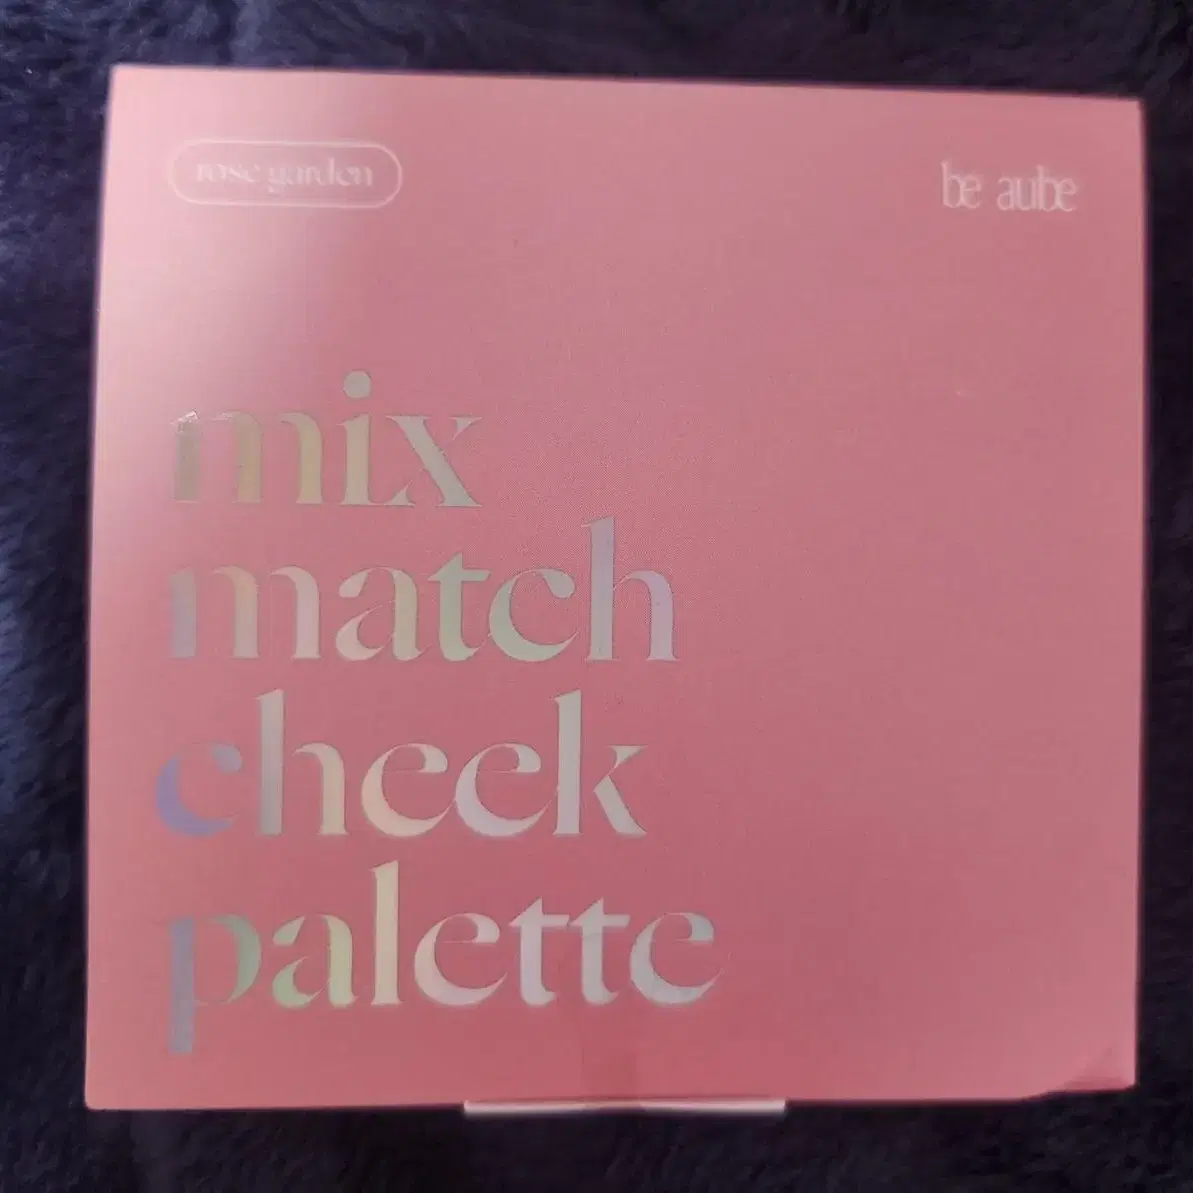 rose garden
be aube
mix
match
cheek
palette